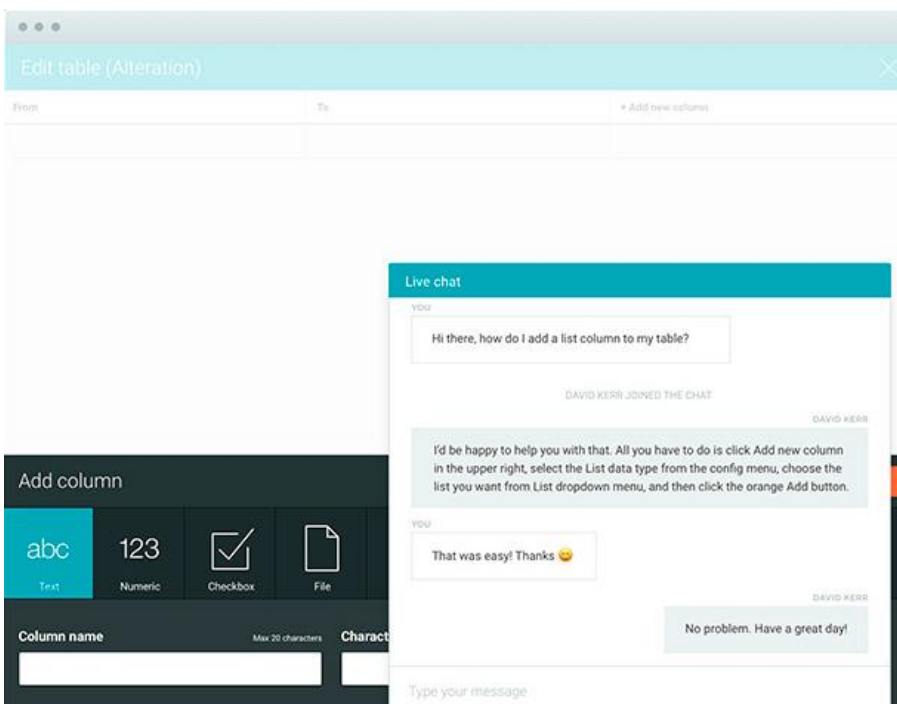 Edit table (Alteration)
From
To
+ Add new column
Live chat
YOU
Hi there, how do I add a list column to my table?
DAVID KERR JOINED THE CHAT
DAVID KERR
I'd be happy to help you with that. All you have to do is click Add new column
in the upper right, select the List data type from the config menu, choose the
list you want from List dropdown menu, and then click the orange Add button.
YOU
That was easy! Thanks 😄
DAVID KERR
No problem. Have a great day!
Type your message
Add column
abc
Text
123
Numeric
Checkbox
File
Column name
Max 20 characters
Charact